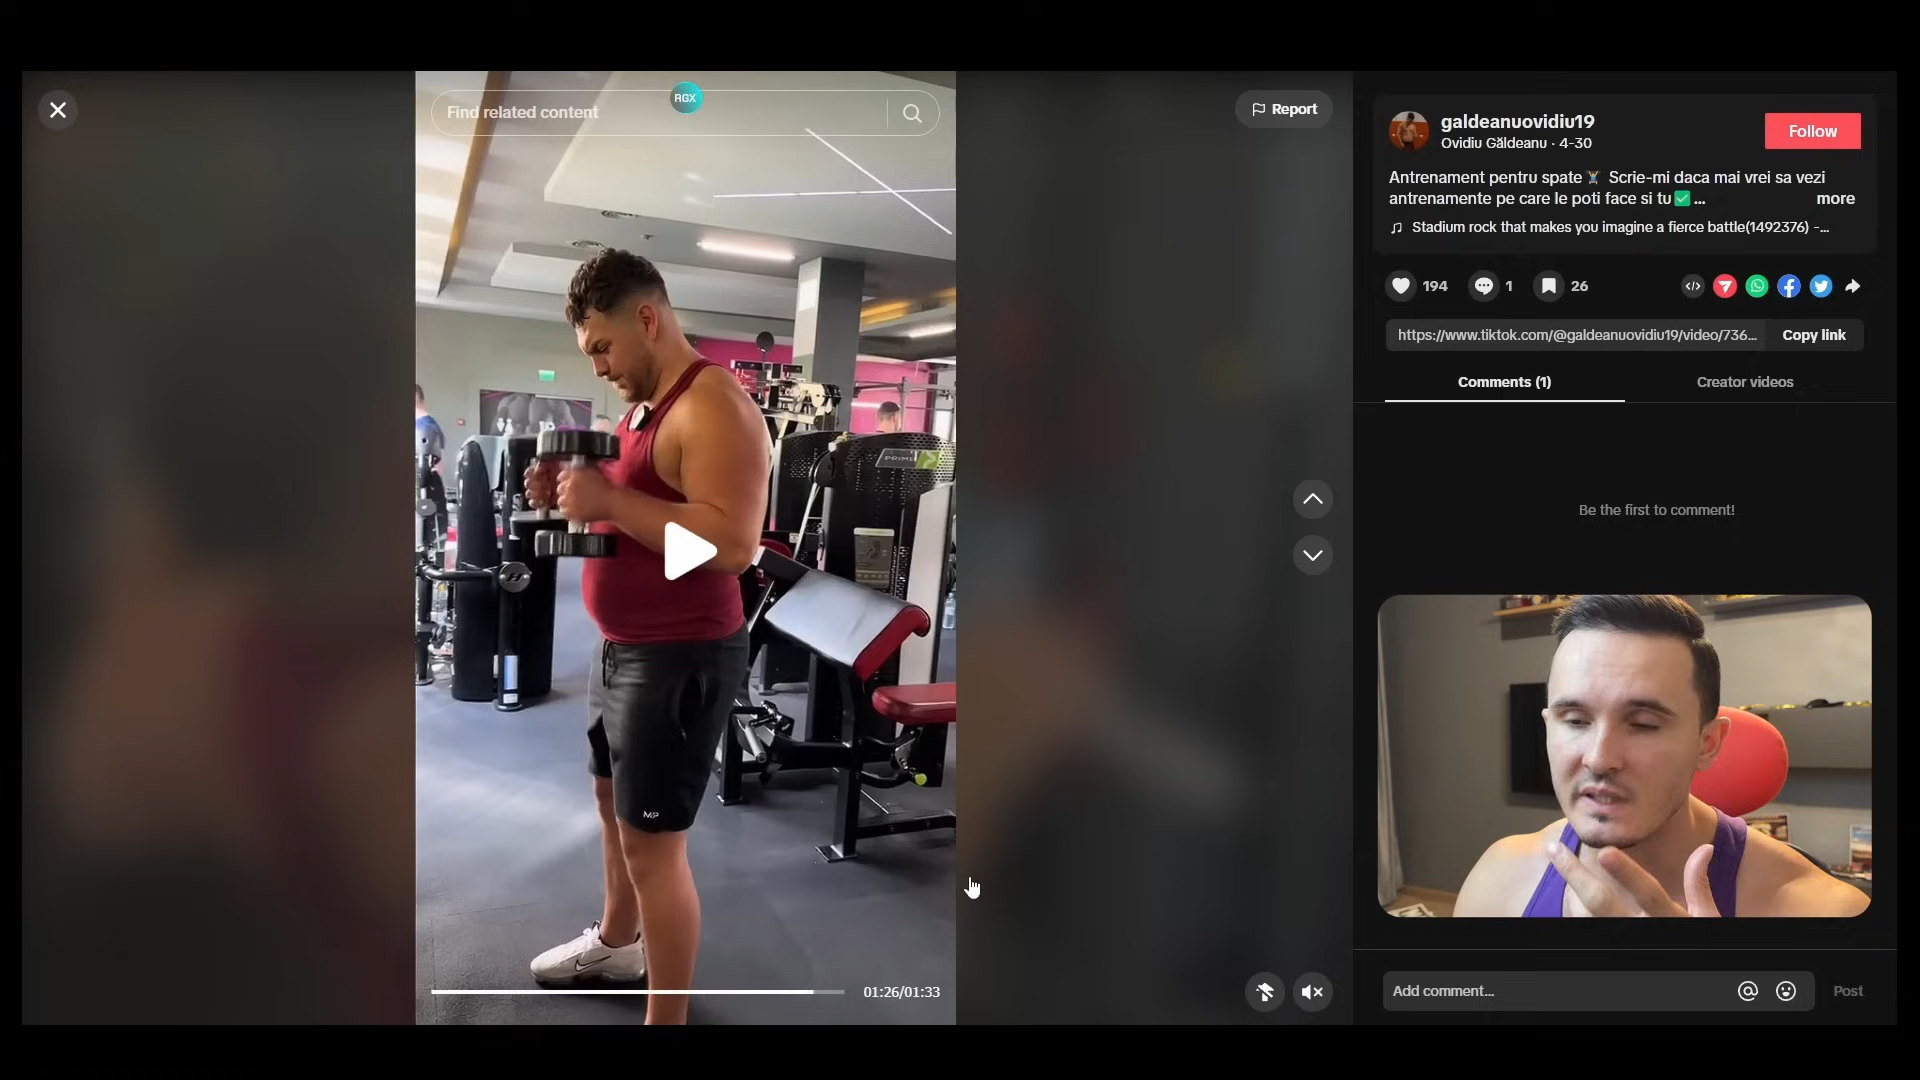 Find related content
RGX
Report
PRIME
MP
01:26/01:33
galdeanuovidiu19
Follow
Ovidiu Găldeanu · 4-30
Antrenament pentru spate🏋️ Scrie-mi daca mai vrei sa vezi
antrenamente pe care le poti face si tu✅ ...
more
Stadium rock that makes you imagine a fierce battle(1492376) -...
194
1
26
https://www.tiktok.com/@galdeanuovidiu19/video/736...
Copy link
Comments (1)
Creator videos
Be the first to comment!
Add comment...
Post